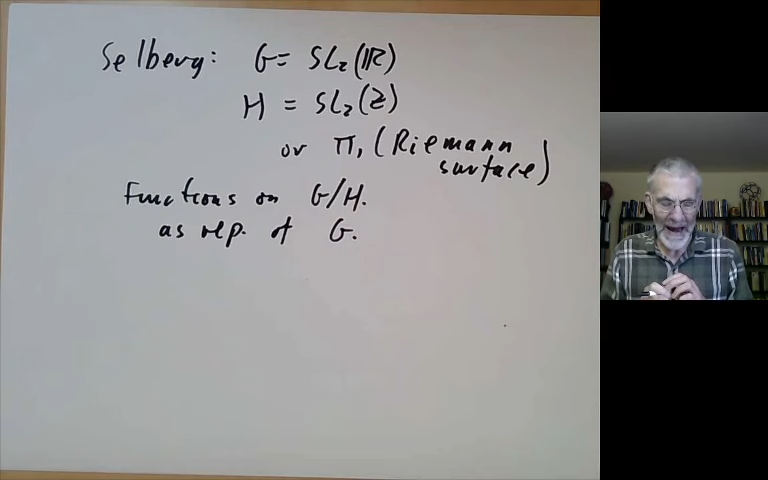 Selberg: G = SL₂(ℝ)
H = SL₂(ℤ)
or π₁(Riemann
surface)
Functions on G/H.
as rep. of G.